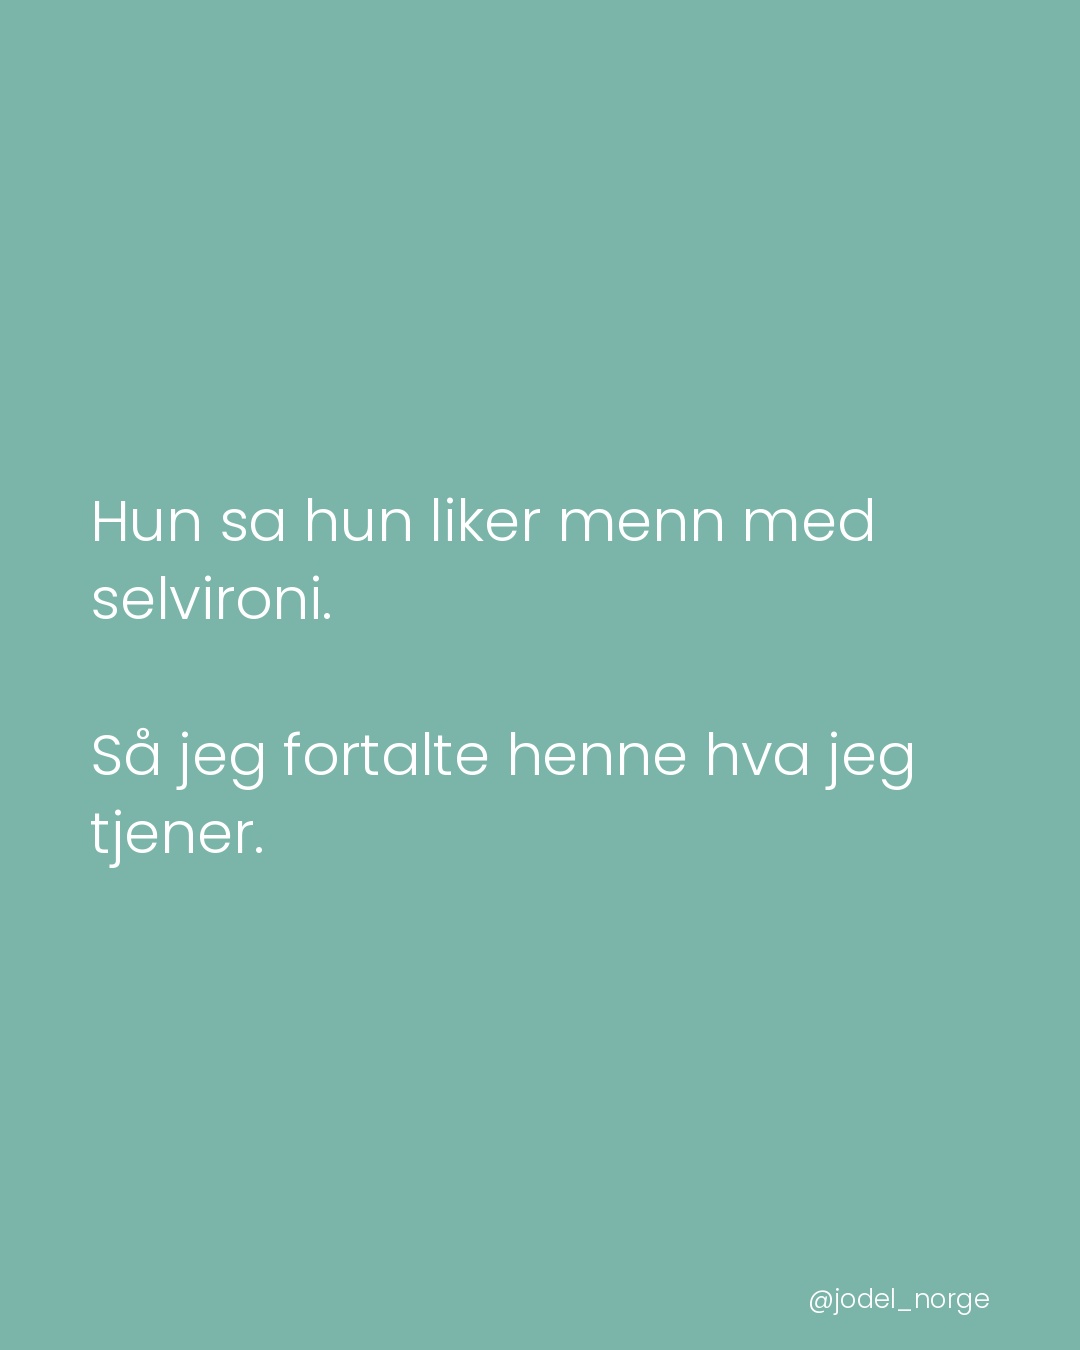 Hun sa hun liker menn med
selvironi.
Så jeg fortalte henne hva jeg
tjener.
@jodel_norge